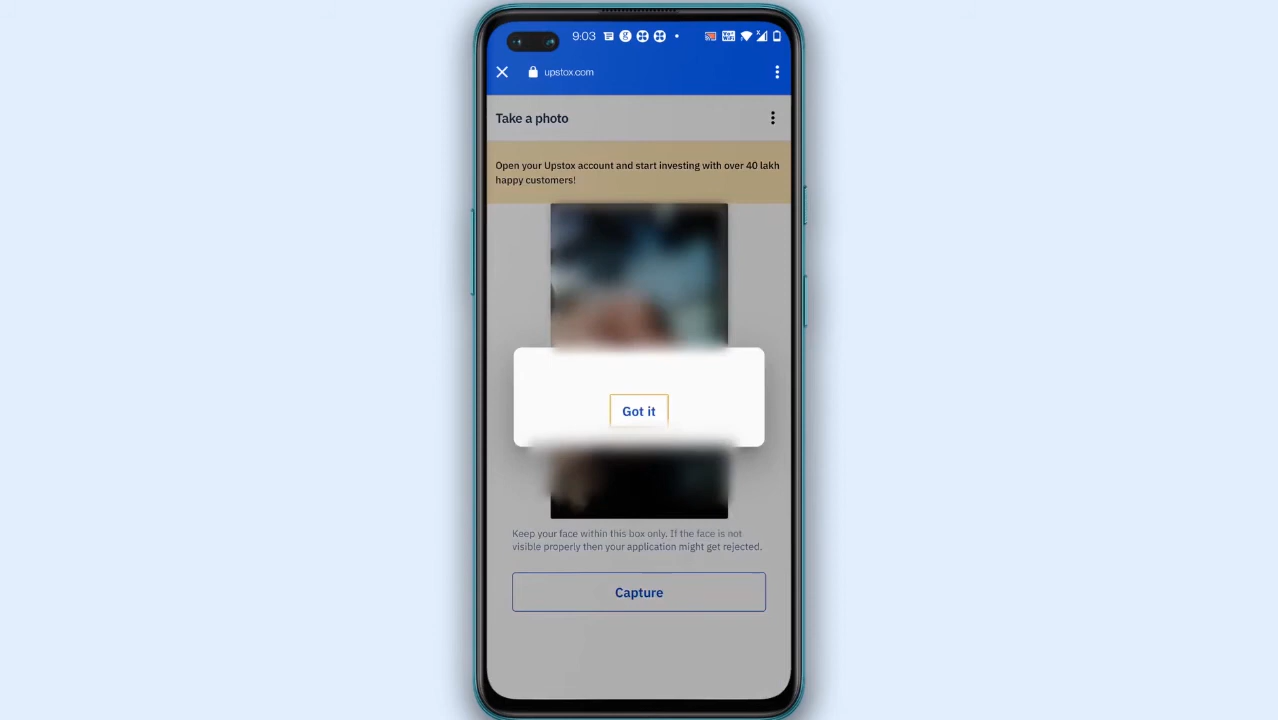 9:03
upstox.com
Take a photo
Open your Upstox account and start investing with over 40 lakh
happy customers!
Got it
Keep your face within this box only. If the face is not
visible properly then your application might get rejected.
Capture